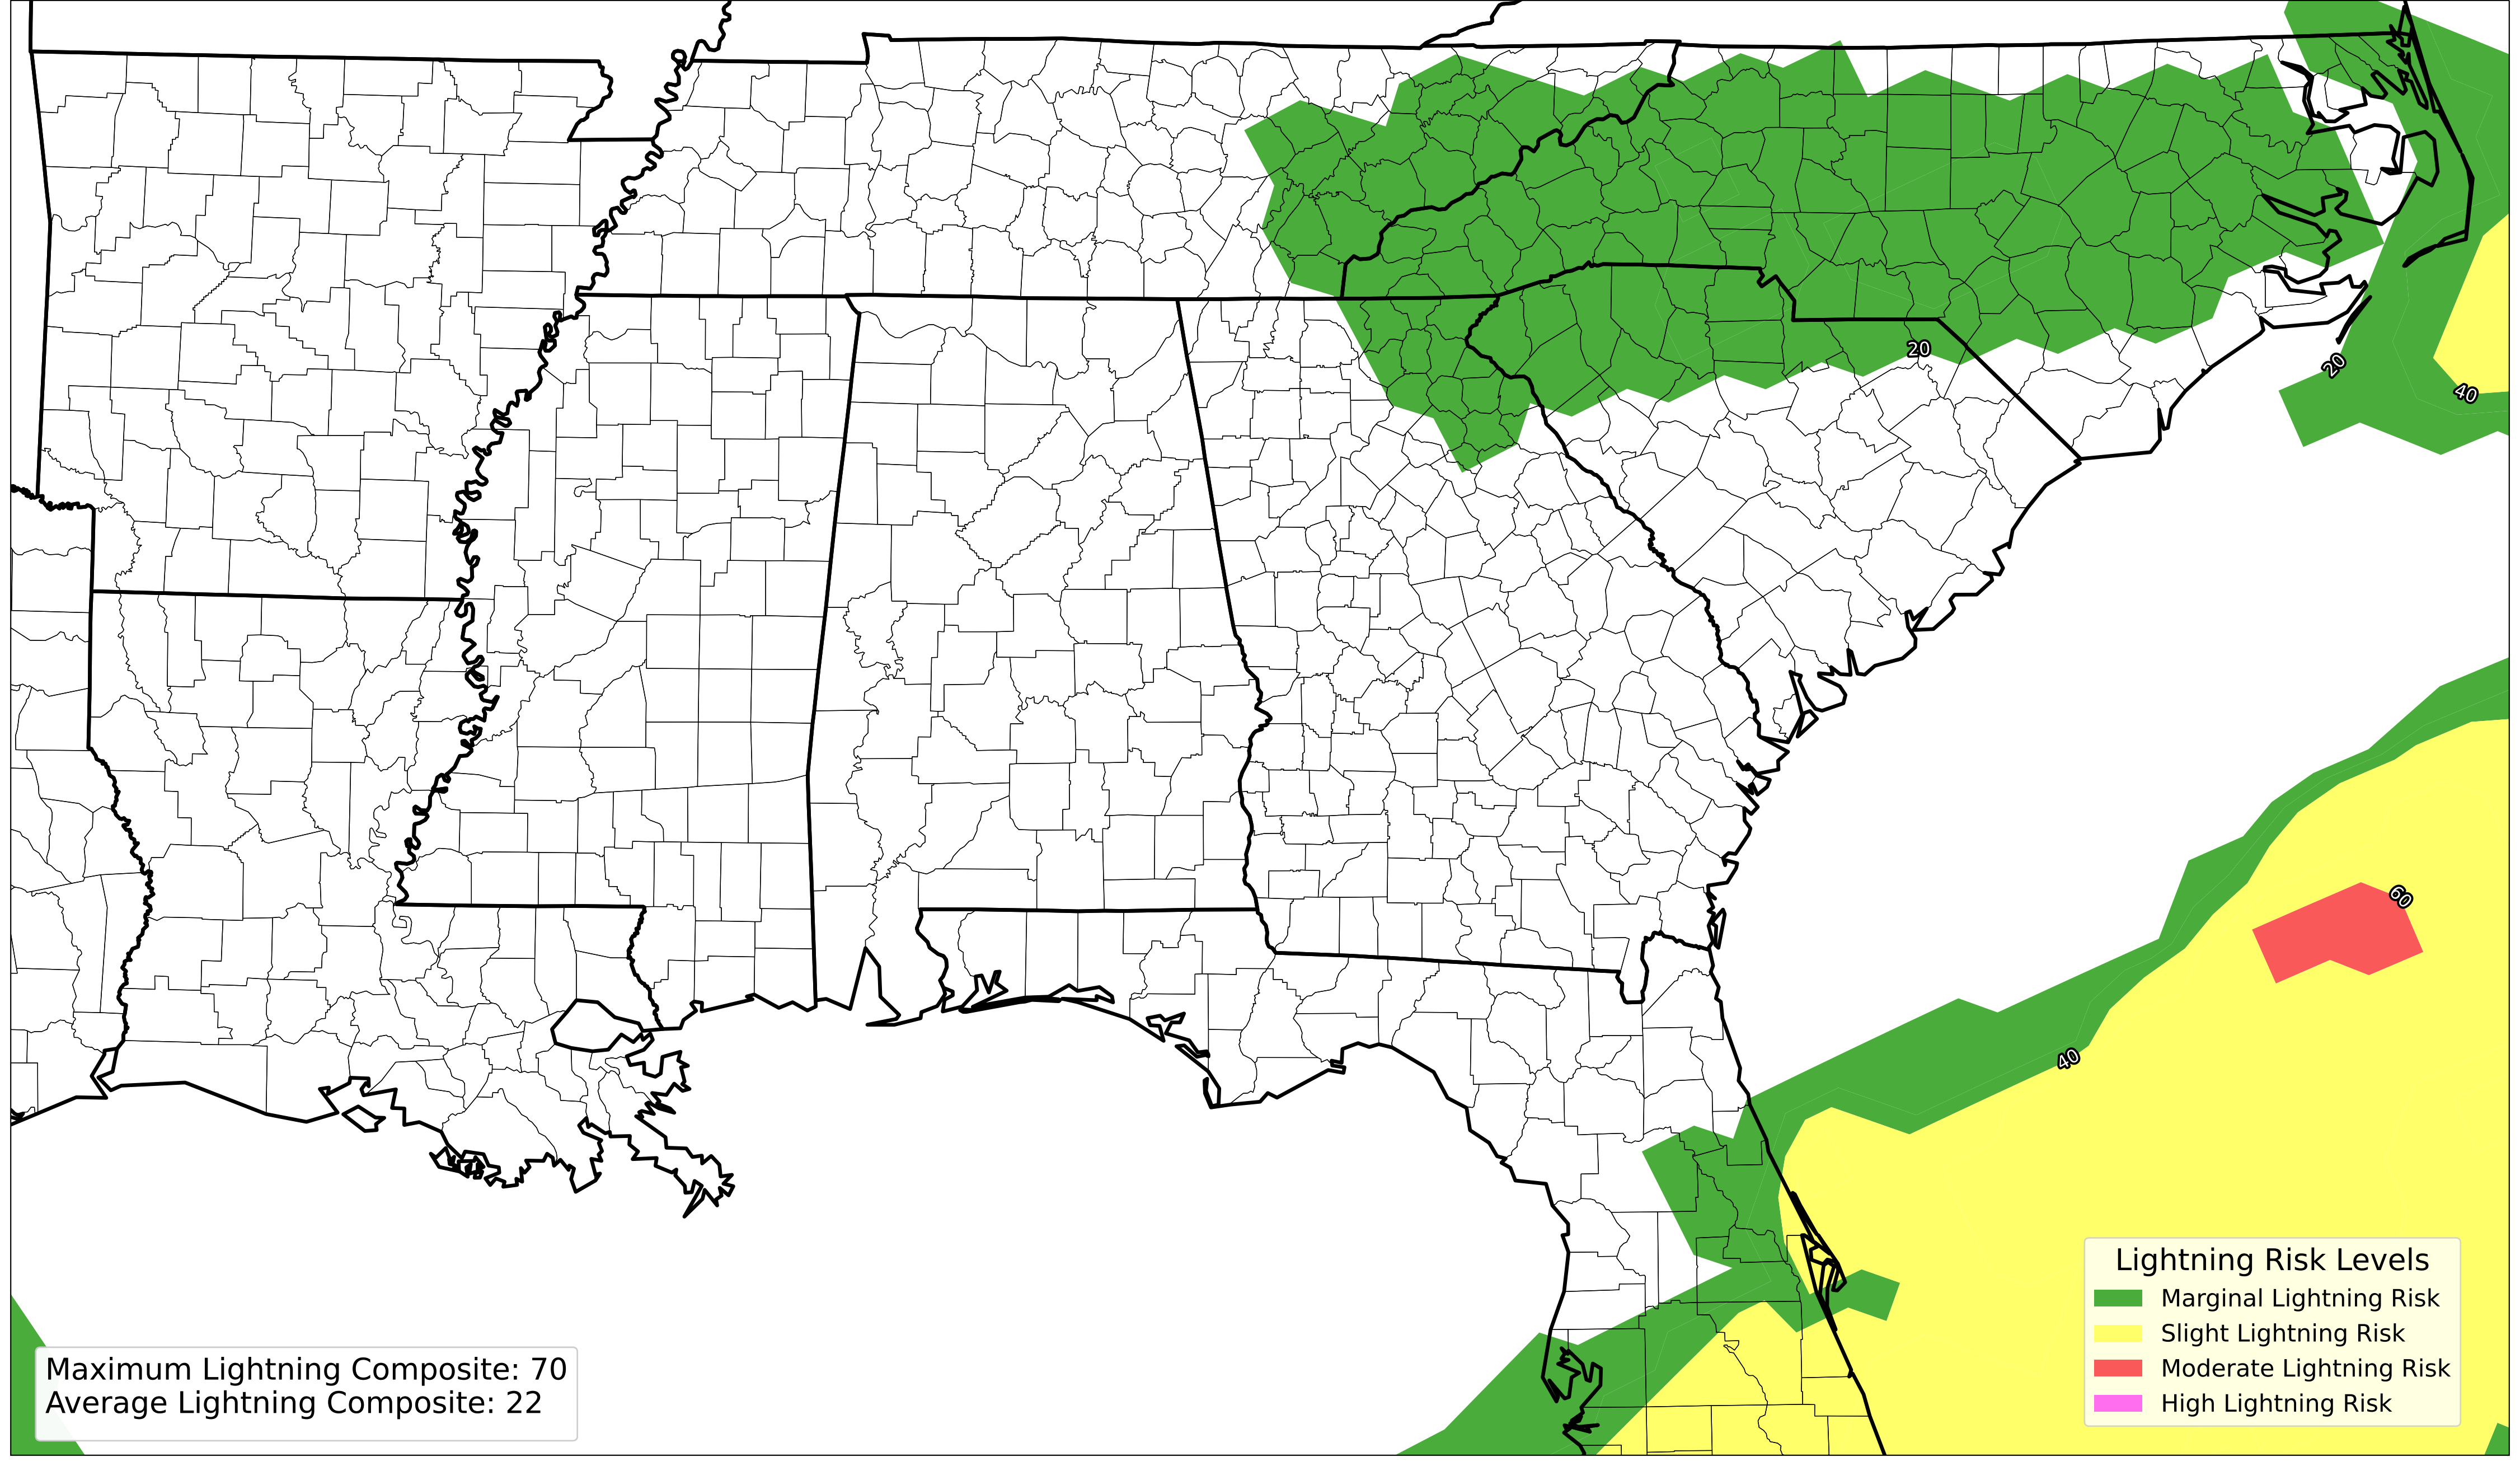 20
20
40
60
40
Lightning Risk Levels
Marginal Lightning Risk
Slight Lightning Risk
Moderate Lightning Risk
High Lightning Risk
Maximum Lightning Composite: 70
Average Lightning Composite: 22